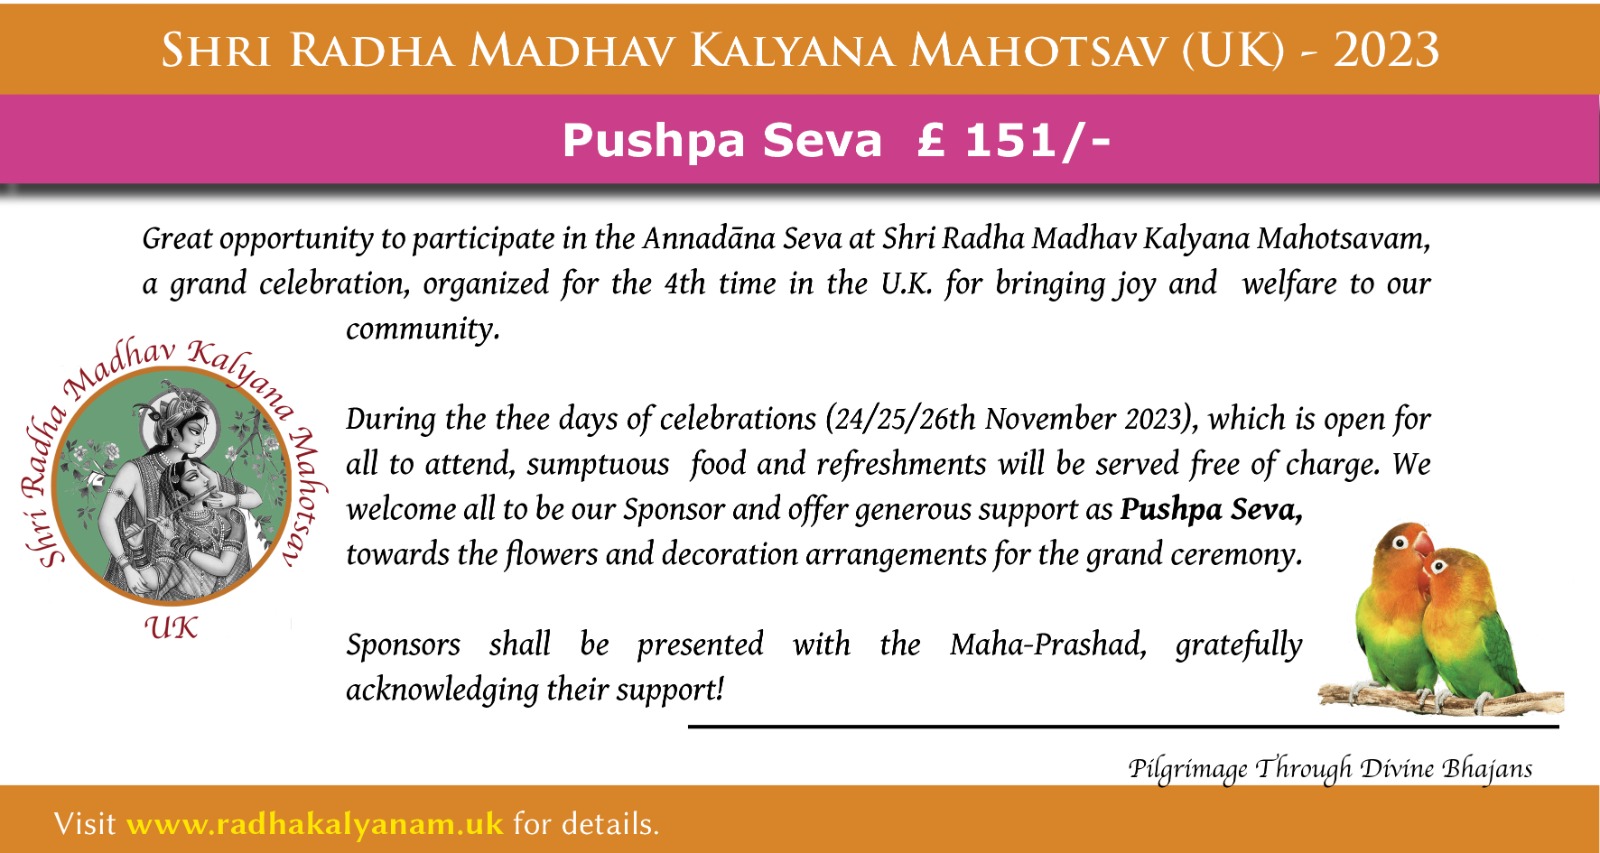 SHRI RADHA MADHAV KALYANA MAHOTSAV (UK) - 2023
Pushpa Seva £ 151/-
Great opportunity to participate in the Annadāna Seva at Shri Radha Madhav Kalyana Mahotsavam,
a grand celebration, organized for the 4th time in the U.K. for bringing joy and welfare to our
community.
Shri Radha Madhav Kalyana Mahotsav
UK
During the thee days of celebrations (24/25/26th November 2023), which is open for
all to attend, sumptuous food and refreshments will be served free of charge. We
welcome all to be our Sponsor and offer generous support as Pushpa Seva,
towards the flowers and decoration arrangements for the grand ceremony.
Sponsors shall be presented with the Maha-Prashad, gratefully
acknowledging their support!
Pilgrimage Through Divine Bhajans
Visit www.radhakalyanam.uk for details.